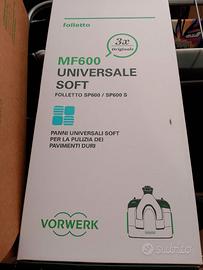 folletto
3x
Originale
MF600
UNIVERSALE
SOFT
FOLLETTO SP600 / SP600 S
PANNI UNIVERSALI SOFT
PER LA PULIZIA DEI
PAVIMENTI DURI
VORWERK
Subito